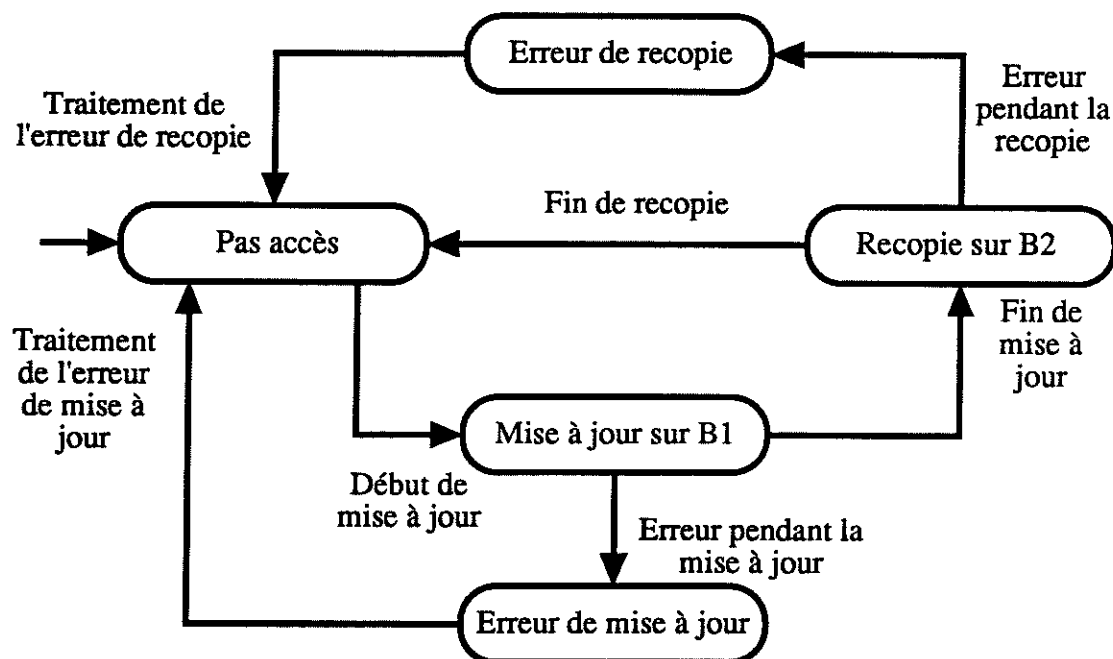 Erreur de recopie
Traitement de
l'erreur de recopie
Erreur
pendant la
recopie
Fin de recopie
Pas accès
Recopie sur B2
Traitement
de l'erreur
de mise à
jour
Fin de
mise à
jour
Mise à jour sur B1
Début de
mise à jour
Erreur pendant la
mise à jour
Erreur de mise à jour